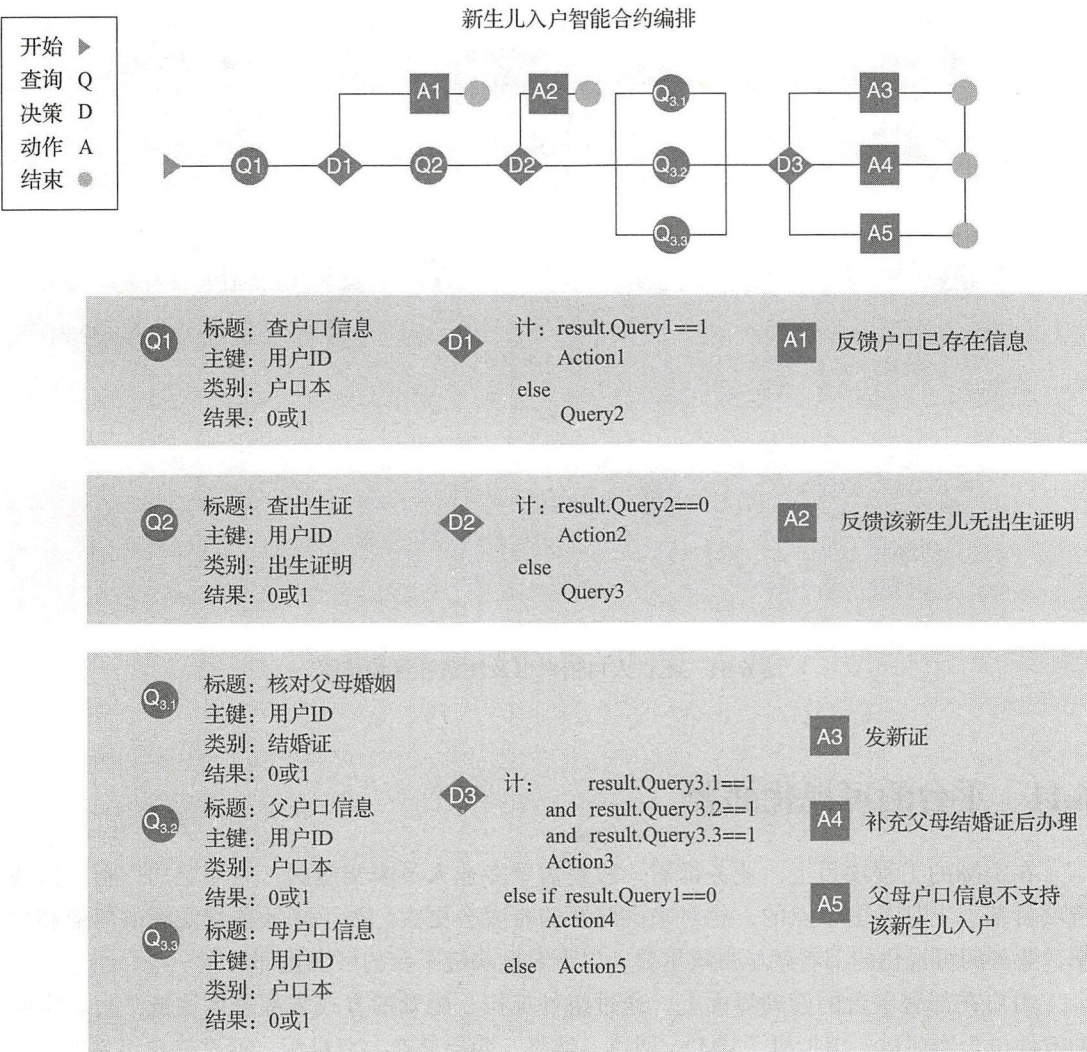 新生儿入户智能合约编排
开始
查询 Q
决策 D
动作 A
结束
A1
A2
Q3.1
A3
Q1
D1
Q2
D2
Q3.2
D3
A4
Q3.3
A5
Q1
标题：查户口信息
主键：用户ID
类别：户口本
结果：0或1
D1
计：result.Query1==1
Action1
else
Query2
A1
反馈户口已存在信息
Q2
标题：查出生证
主键：用户ID
类别：出生证明
结果：0或1
D2
计：result.Query2==0
Action2
else
Query3
A2
反馈该新生儿无出生证明
Q3.1
标题：核对父母婚姻
主键：用户ID
类别：结婚证
结果：0或1
Q3.2
标题：父户口信息
主键：用户ID
类别：户口本
结果：0或1
Q3.3
标题：母户口信息
主键：用户ID
类别：户口本
结果：0或1
D3
计： result.Query3.1==1
and result.Query3.2==1
and result.Query3.3==1
Action3
else if result.Query1==0
Action4
else Action5
A3
发新证
A4
补充父母结婚证后办理
A5
父母户口信息不支持
该新生儿入户